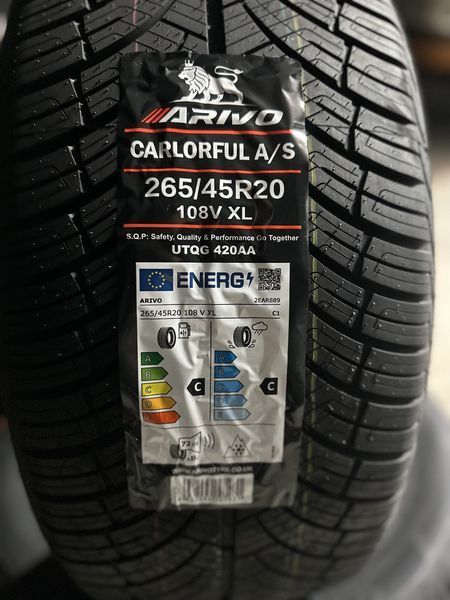 ARIVO
CARLORFUL A/S
265/45R20
108V XL
S.Q.P: Safety, Quality & Performance Go Together
UTQG 420AA
ENERG
ARIVO 2EAR889
265/45R20 108 V XL C1
A A
B B
C C C C
D D
E E
72
WWW.ARIVOTYRE.CO.UK